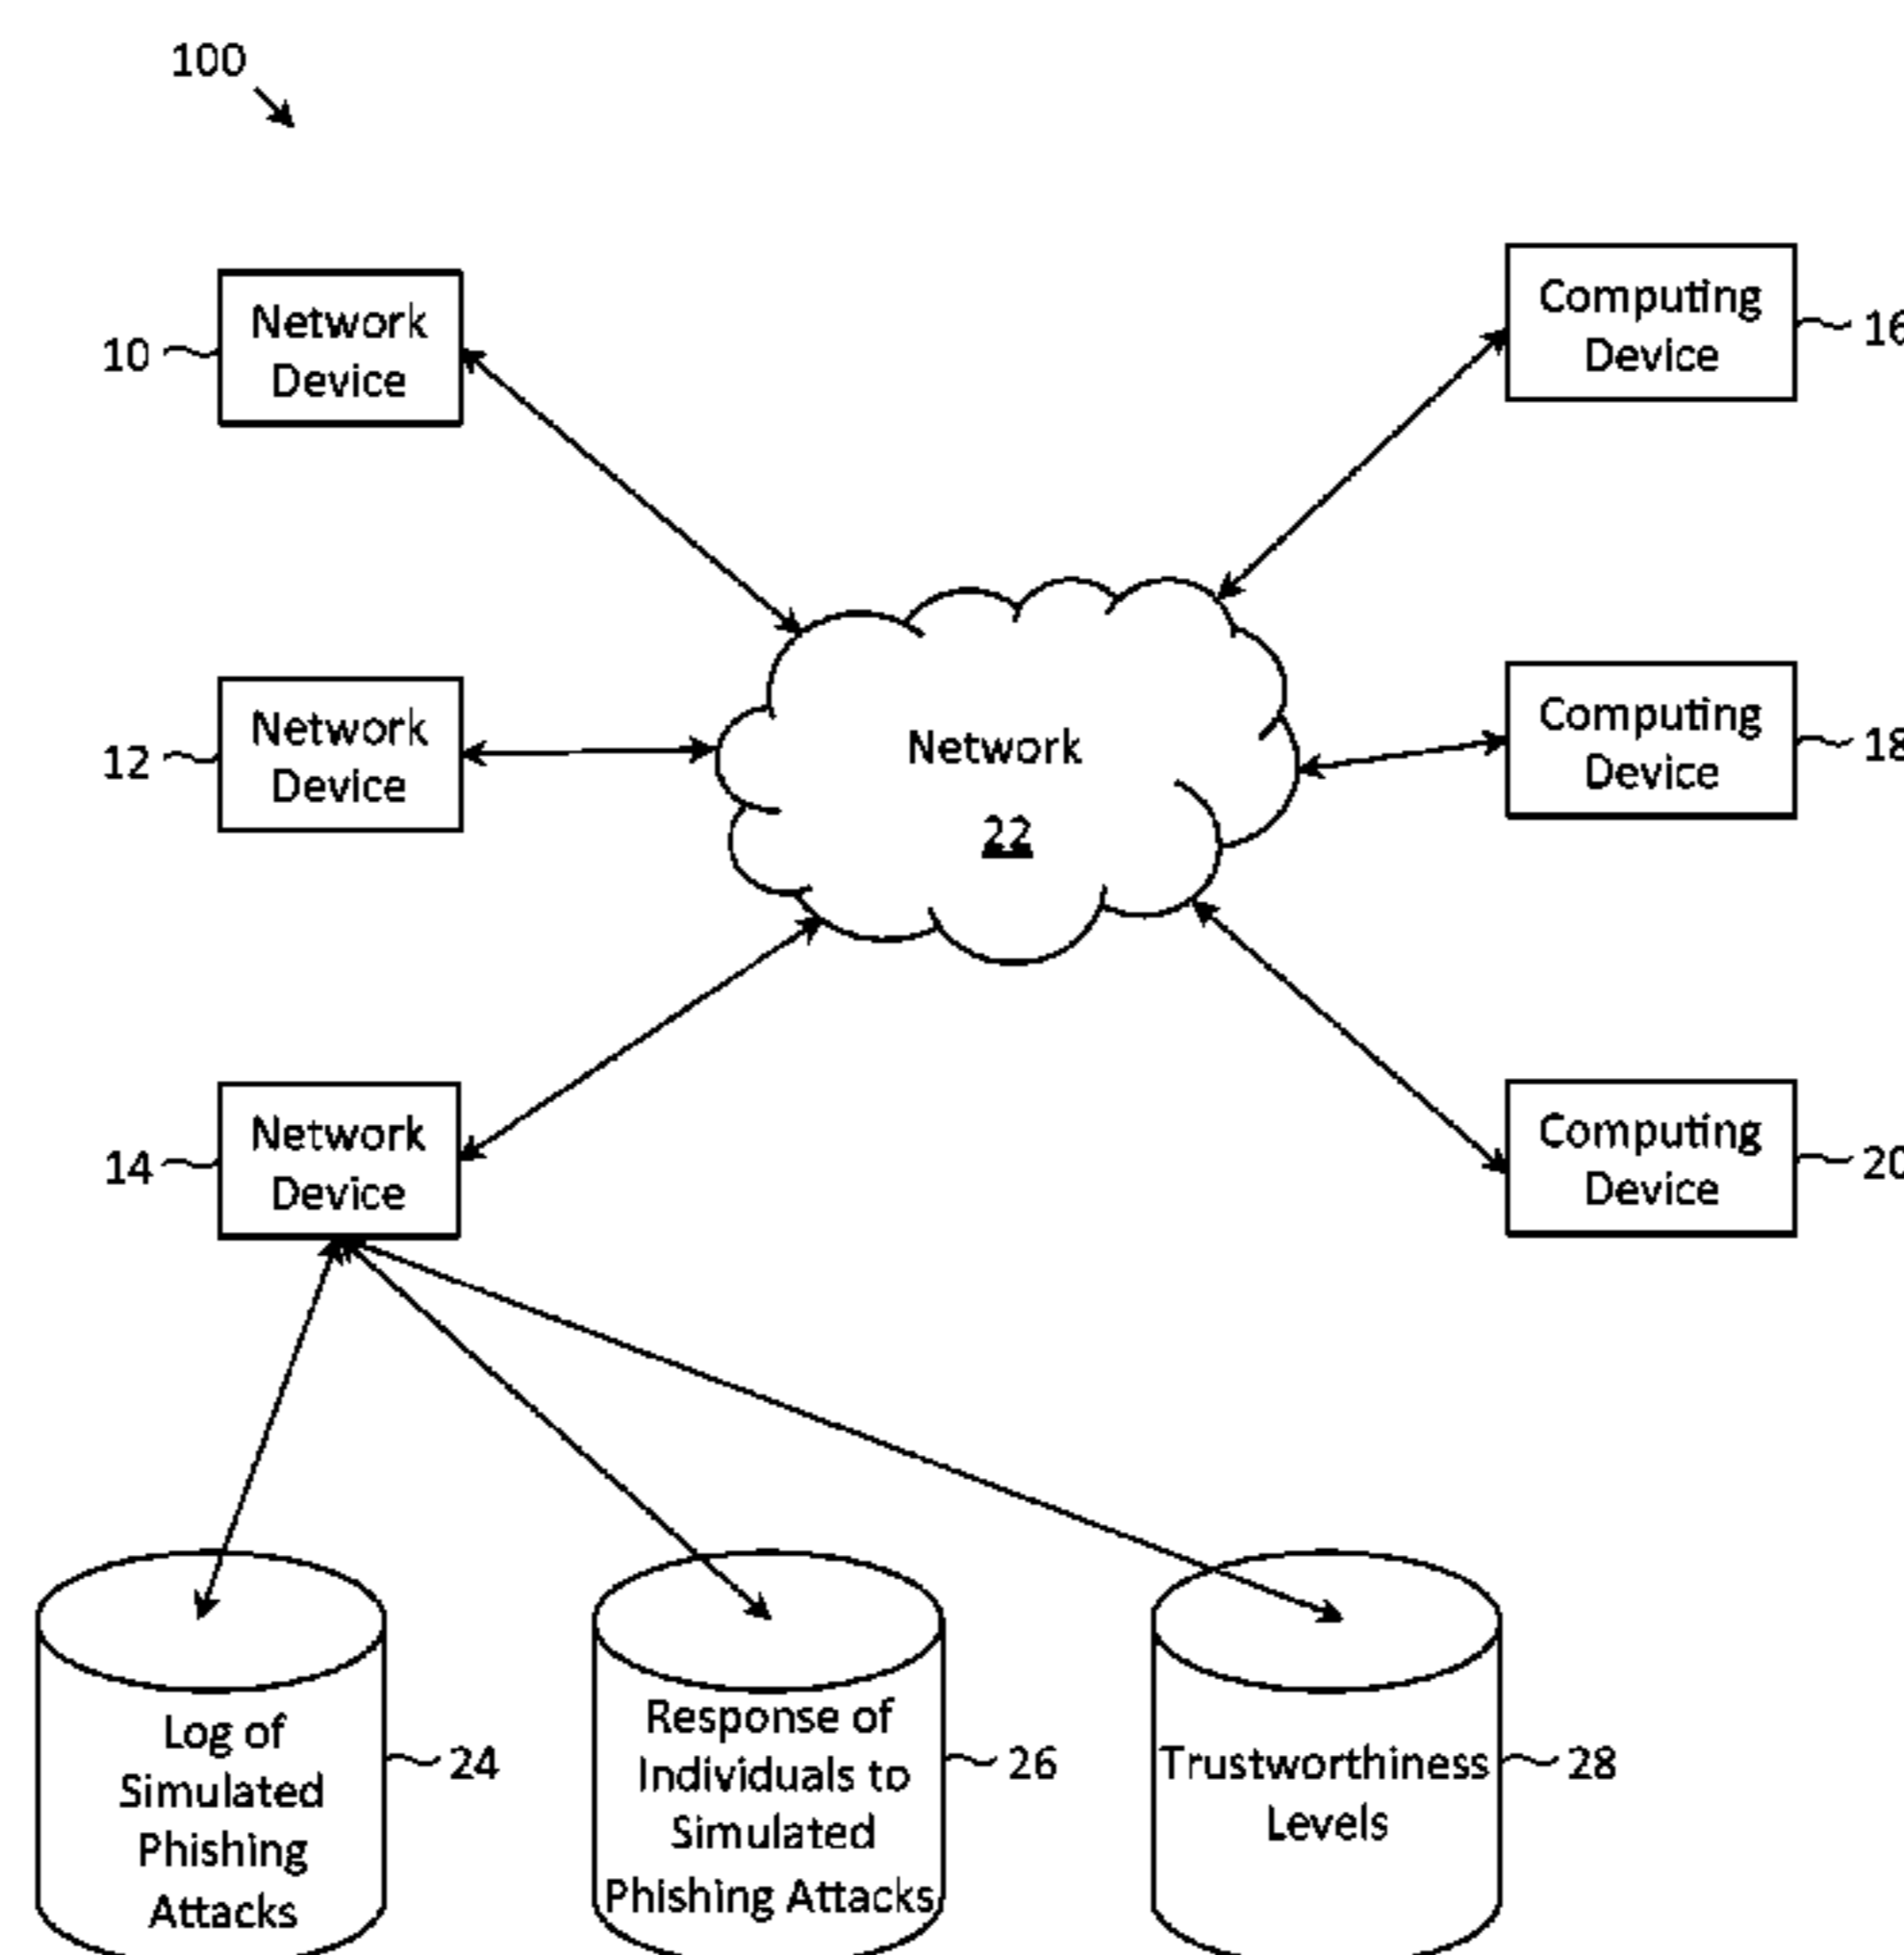 100
Network
Device
10
Computing
Device
16
Network
Device
12
Network
22
Computing
Device
18
Network
Device
14
Computing
Device
20
Log of
Simulated
Phishing
Attacks
24
Response of
Individuals to
Simulated
Phishing Attacks
26
Trustworthiness
Levels
28